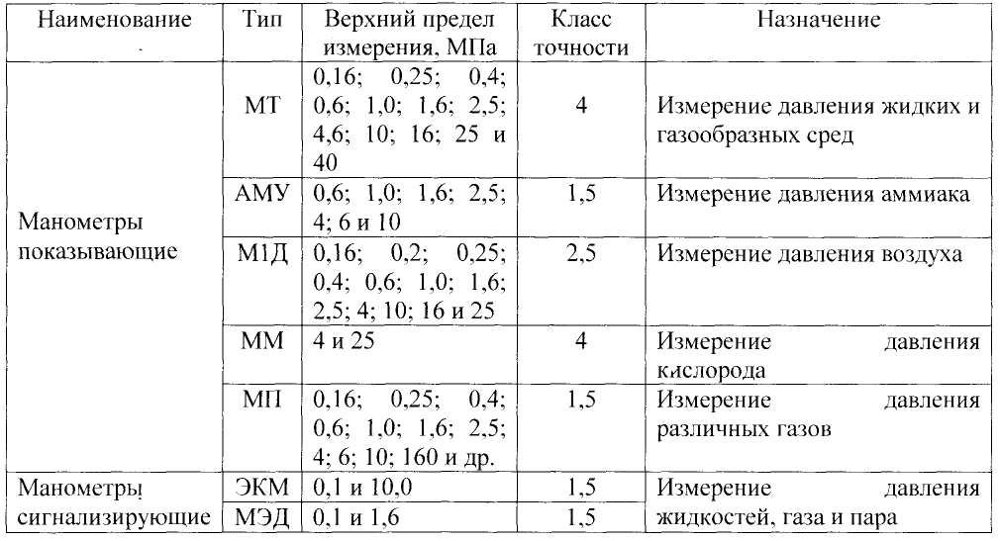 Наименование Тип Верхний предел Класс Назначение
измерения, МПа точности
Манометры
показывающие
МТ
0,16; 0,25; 0,4;
0,6; 1,0; 1,6; 2,5;
4,6; 10; 16; 25 и
40
4
Измерение давления жидких и
газообразных сред
АМУ 0,6; 1,0; 1,6; 2,5; 1,5 Измерение давления аммиака
4; 6 и 10
М1Д 0,16; 0,2; 0,25; 2,5 Измерение давления воздуха
0,4; 0,6; 1,0; 1,6;
2,5; 4; 10; 16 и 25
ММ 4 и 25 4 Измерение давления
кислорода
МП 0,16; 0,25; 0,4; 1,5 Измерение давления
0,6; 1,0; 1,6; 2,5; различных газов
4; 6; 10; 160 и др.
Манометры ЭКМ 0,1 и 10,0 1,5 Измерение давления
сигнализирующие МЭД 0,1 и 1,6 1,5 жидкостей, газа и пара